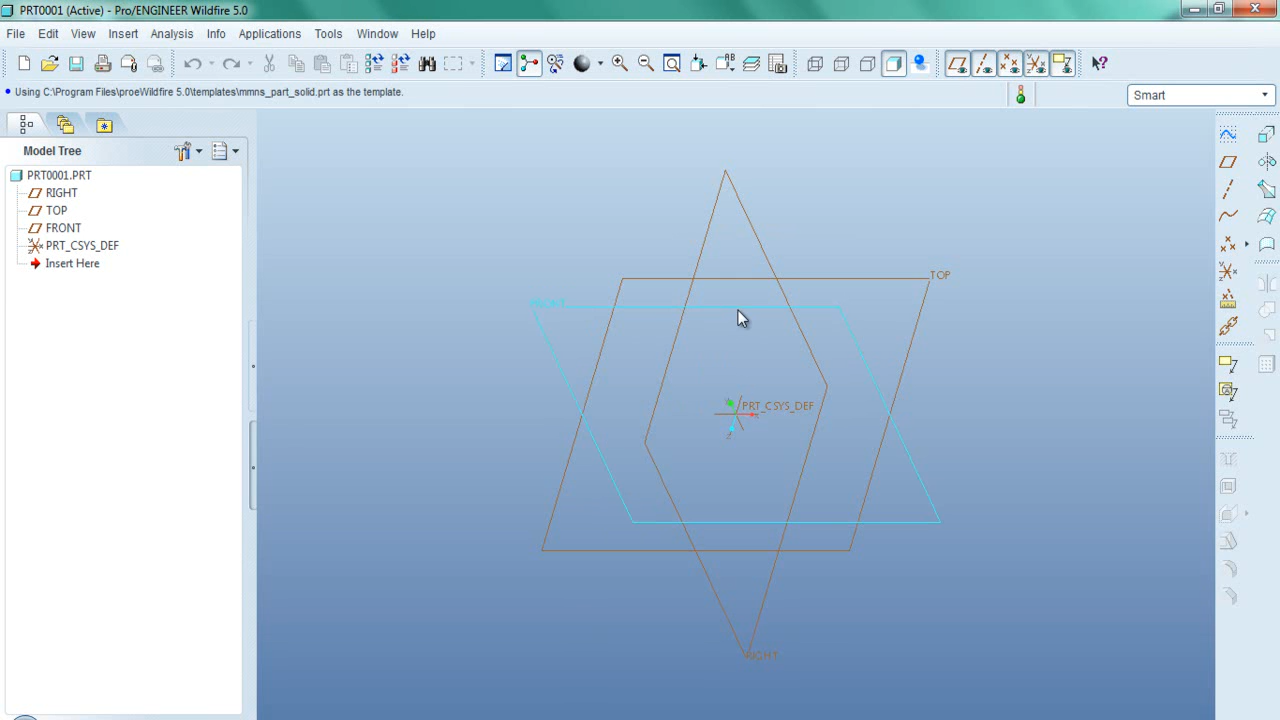 PRT0001 (Active) - Pro/ENGINEER Wildfire 5.0
File Edit View Insert Analysis Info Applications Tools Window Help
Using C:\Program Files\proeWildfire 5.0\templates\mmns_part_solid.prt as the template.
Smart
Model Tree
PRT0001.PRT
RIGHT
TOP
FRONT
PRT_CSYS_DEF
Insert Here
TOP
FRONT
PRT_CSYS_DEF
RIGHT